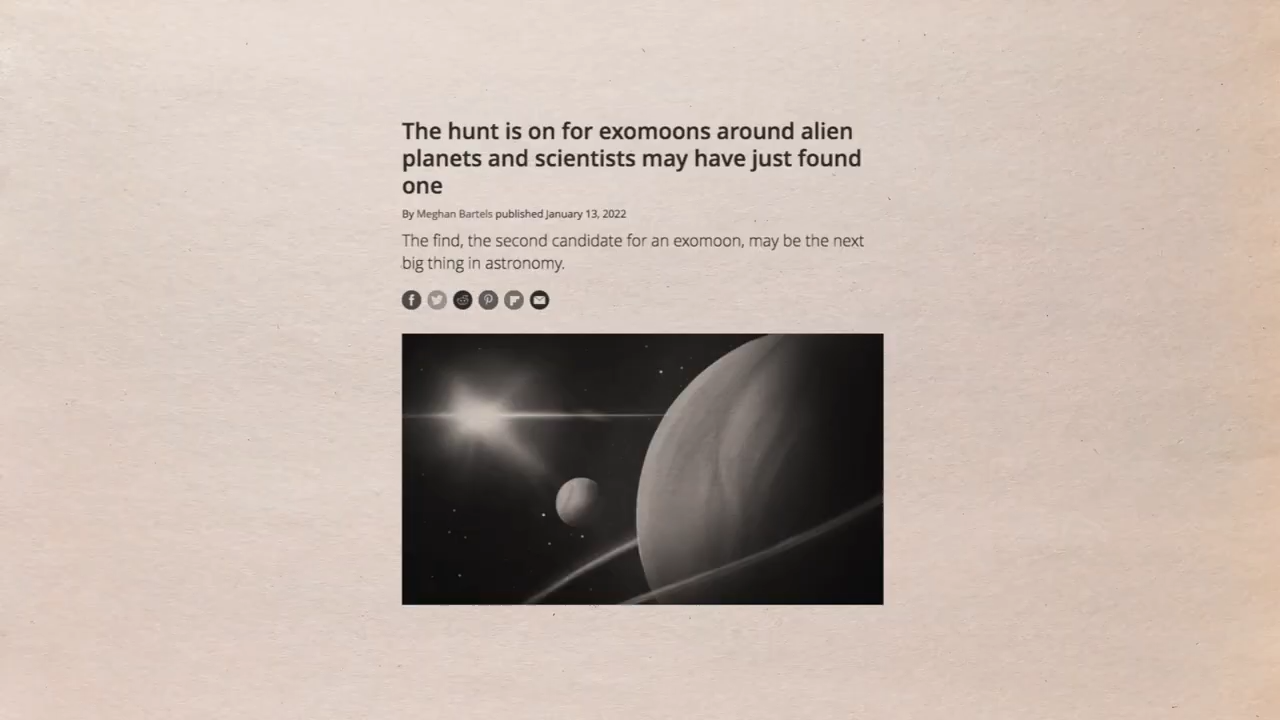 The hunt is on for exomoons around alien
planets and scientists may have just found
one
By Meghan Bartels published January 13, 2022
The find, the second candidate for an exomoon, may be the next
big thing in astronomy.